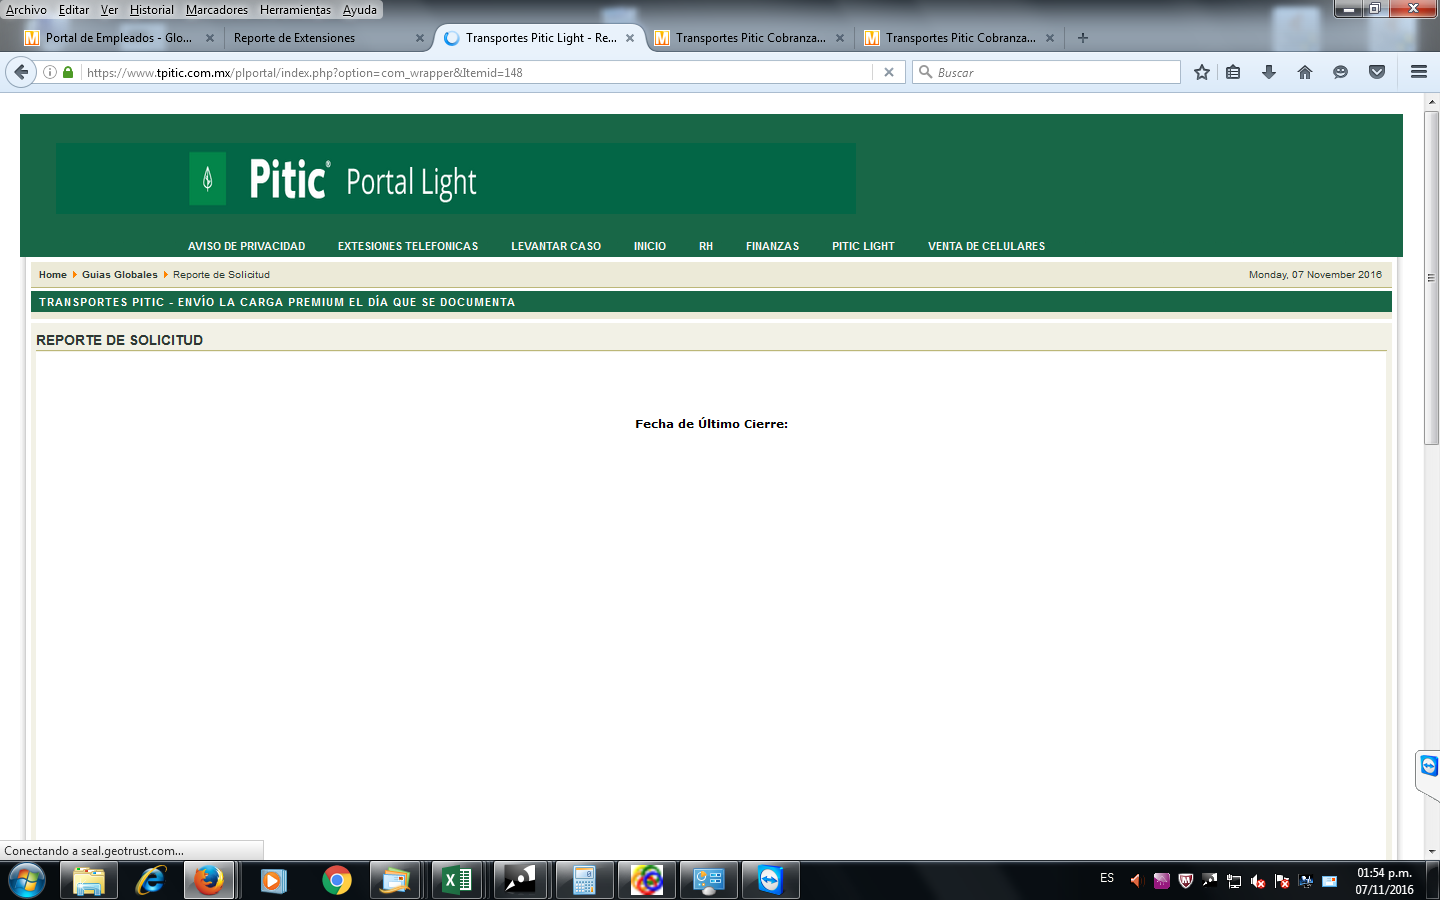 Archivo Editar Ver Historial Marcadores Herramientas Ayuda
Portal de Empleados - Glo...
Reporte de Extensiones
Transportes Pitic Light - Re...
Transportes Pitic Cobranza...
Transportes Pitic Cobranza...
https://www.tpitic.com.mx/plportal/index.php?option=com_wrapper&Itemid=148
Buscar
Pitic® Portal Light
AVISO DE PRIVACIDAD EXTESIONES TELEFONICAS LEVANTAR CASO INICIO RH FINANZAS PITIC LIGHT VENTA DE CELULARES
Home Guias Globales Reporte de Solicitud
Monday, 07 November 2016
TRANSPORTES PITIC - ENVÍO LA CARGA PREMIUM EL DÍA QUE SE DOCUMENTA
REPORTE DE SOLICITUD
Fecha de Último Cierre:
Conectando a seal.geotrust.com...
ES
01:54 p.m.
07/11/2016